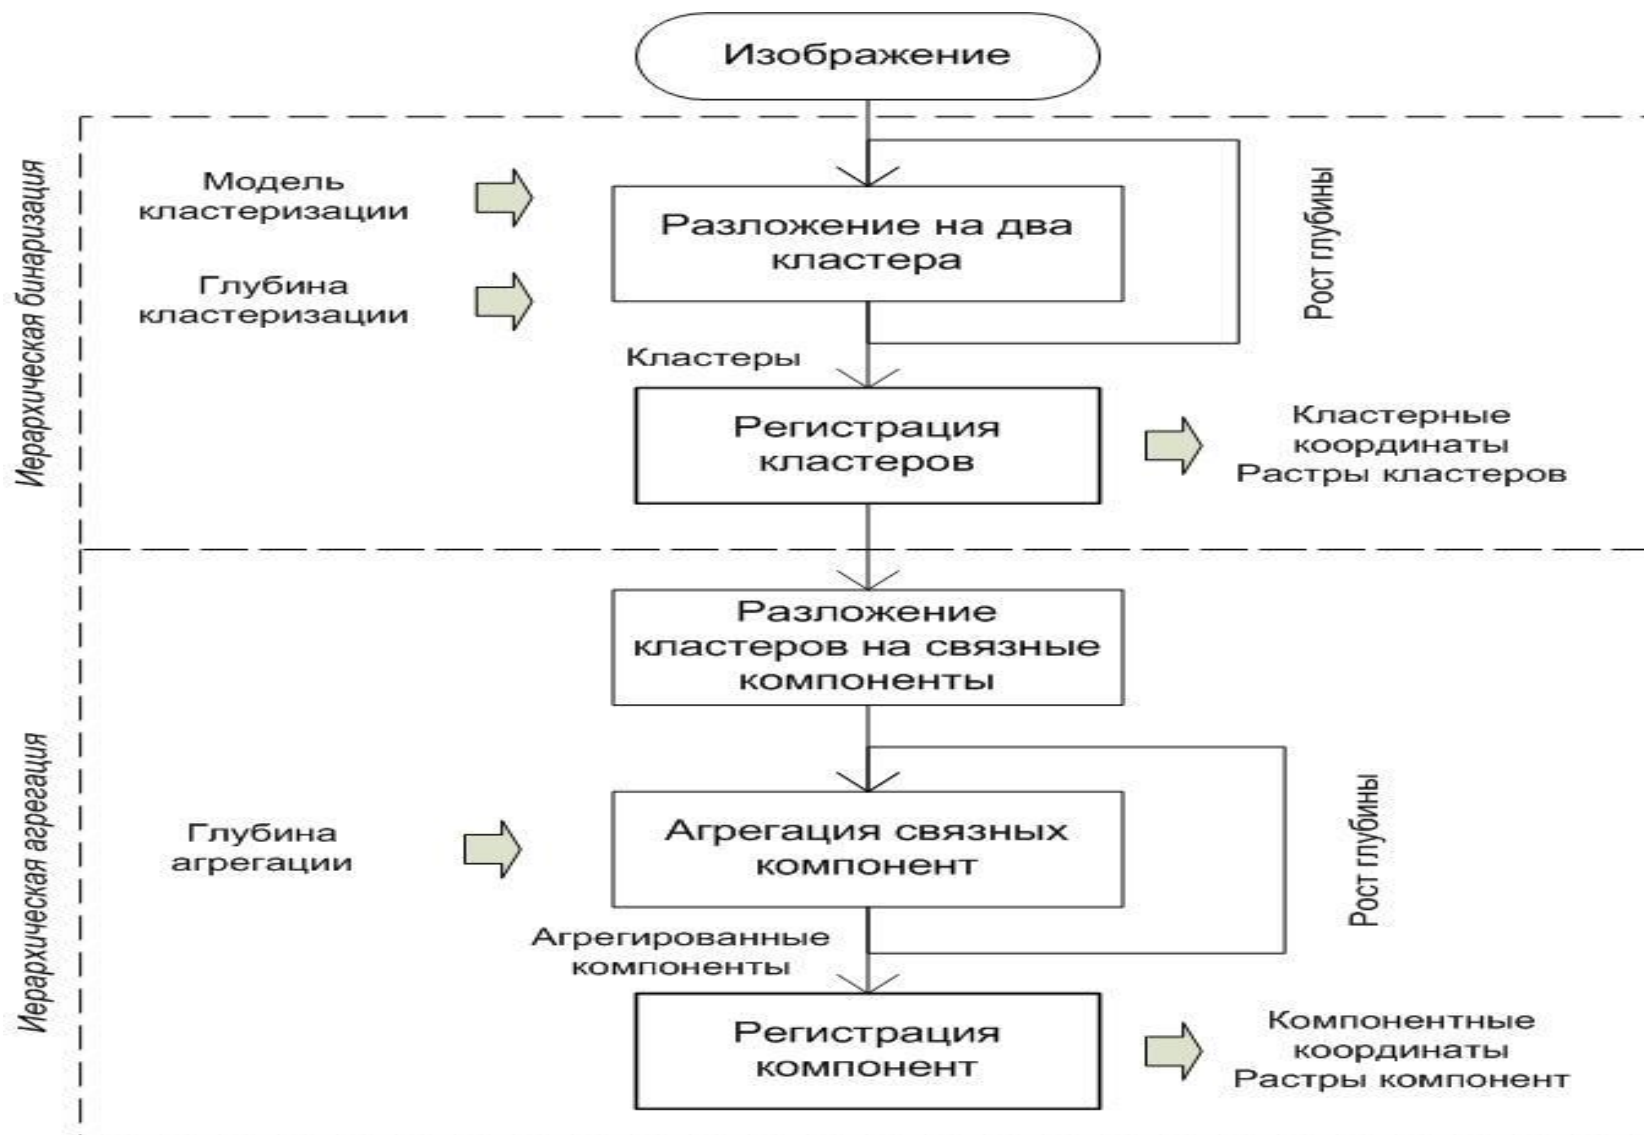 Изображение
Иерархическая бинаризация
Модель
кластеризации
Глубина
кластеризации
Разложение на два
кластера
Рост глубины
Кластеры
Регистрация
кластеров
Кластерные
координаты
Растры кластеров
Иерархическая агрегация
Разложение
кластеров на связные
компоненты
Глубина
агрегации
Агрегация связных
компонент
Рост глубины
Агрегированные
компоненты
Регистрация
компонент
Компонентные
координаты
Растры компонент